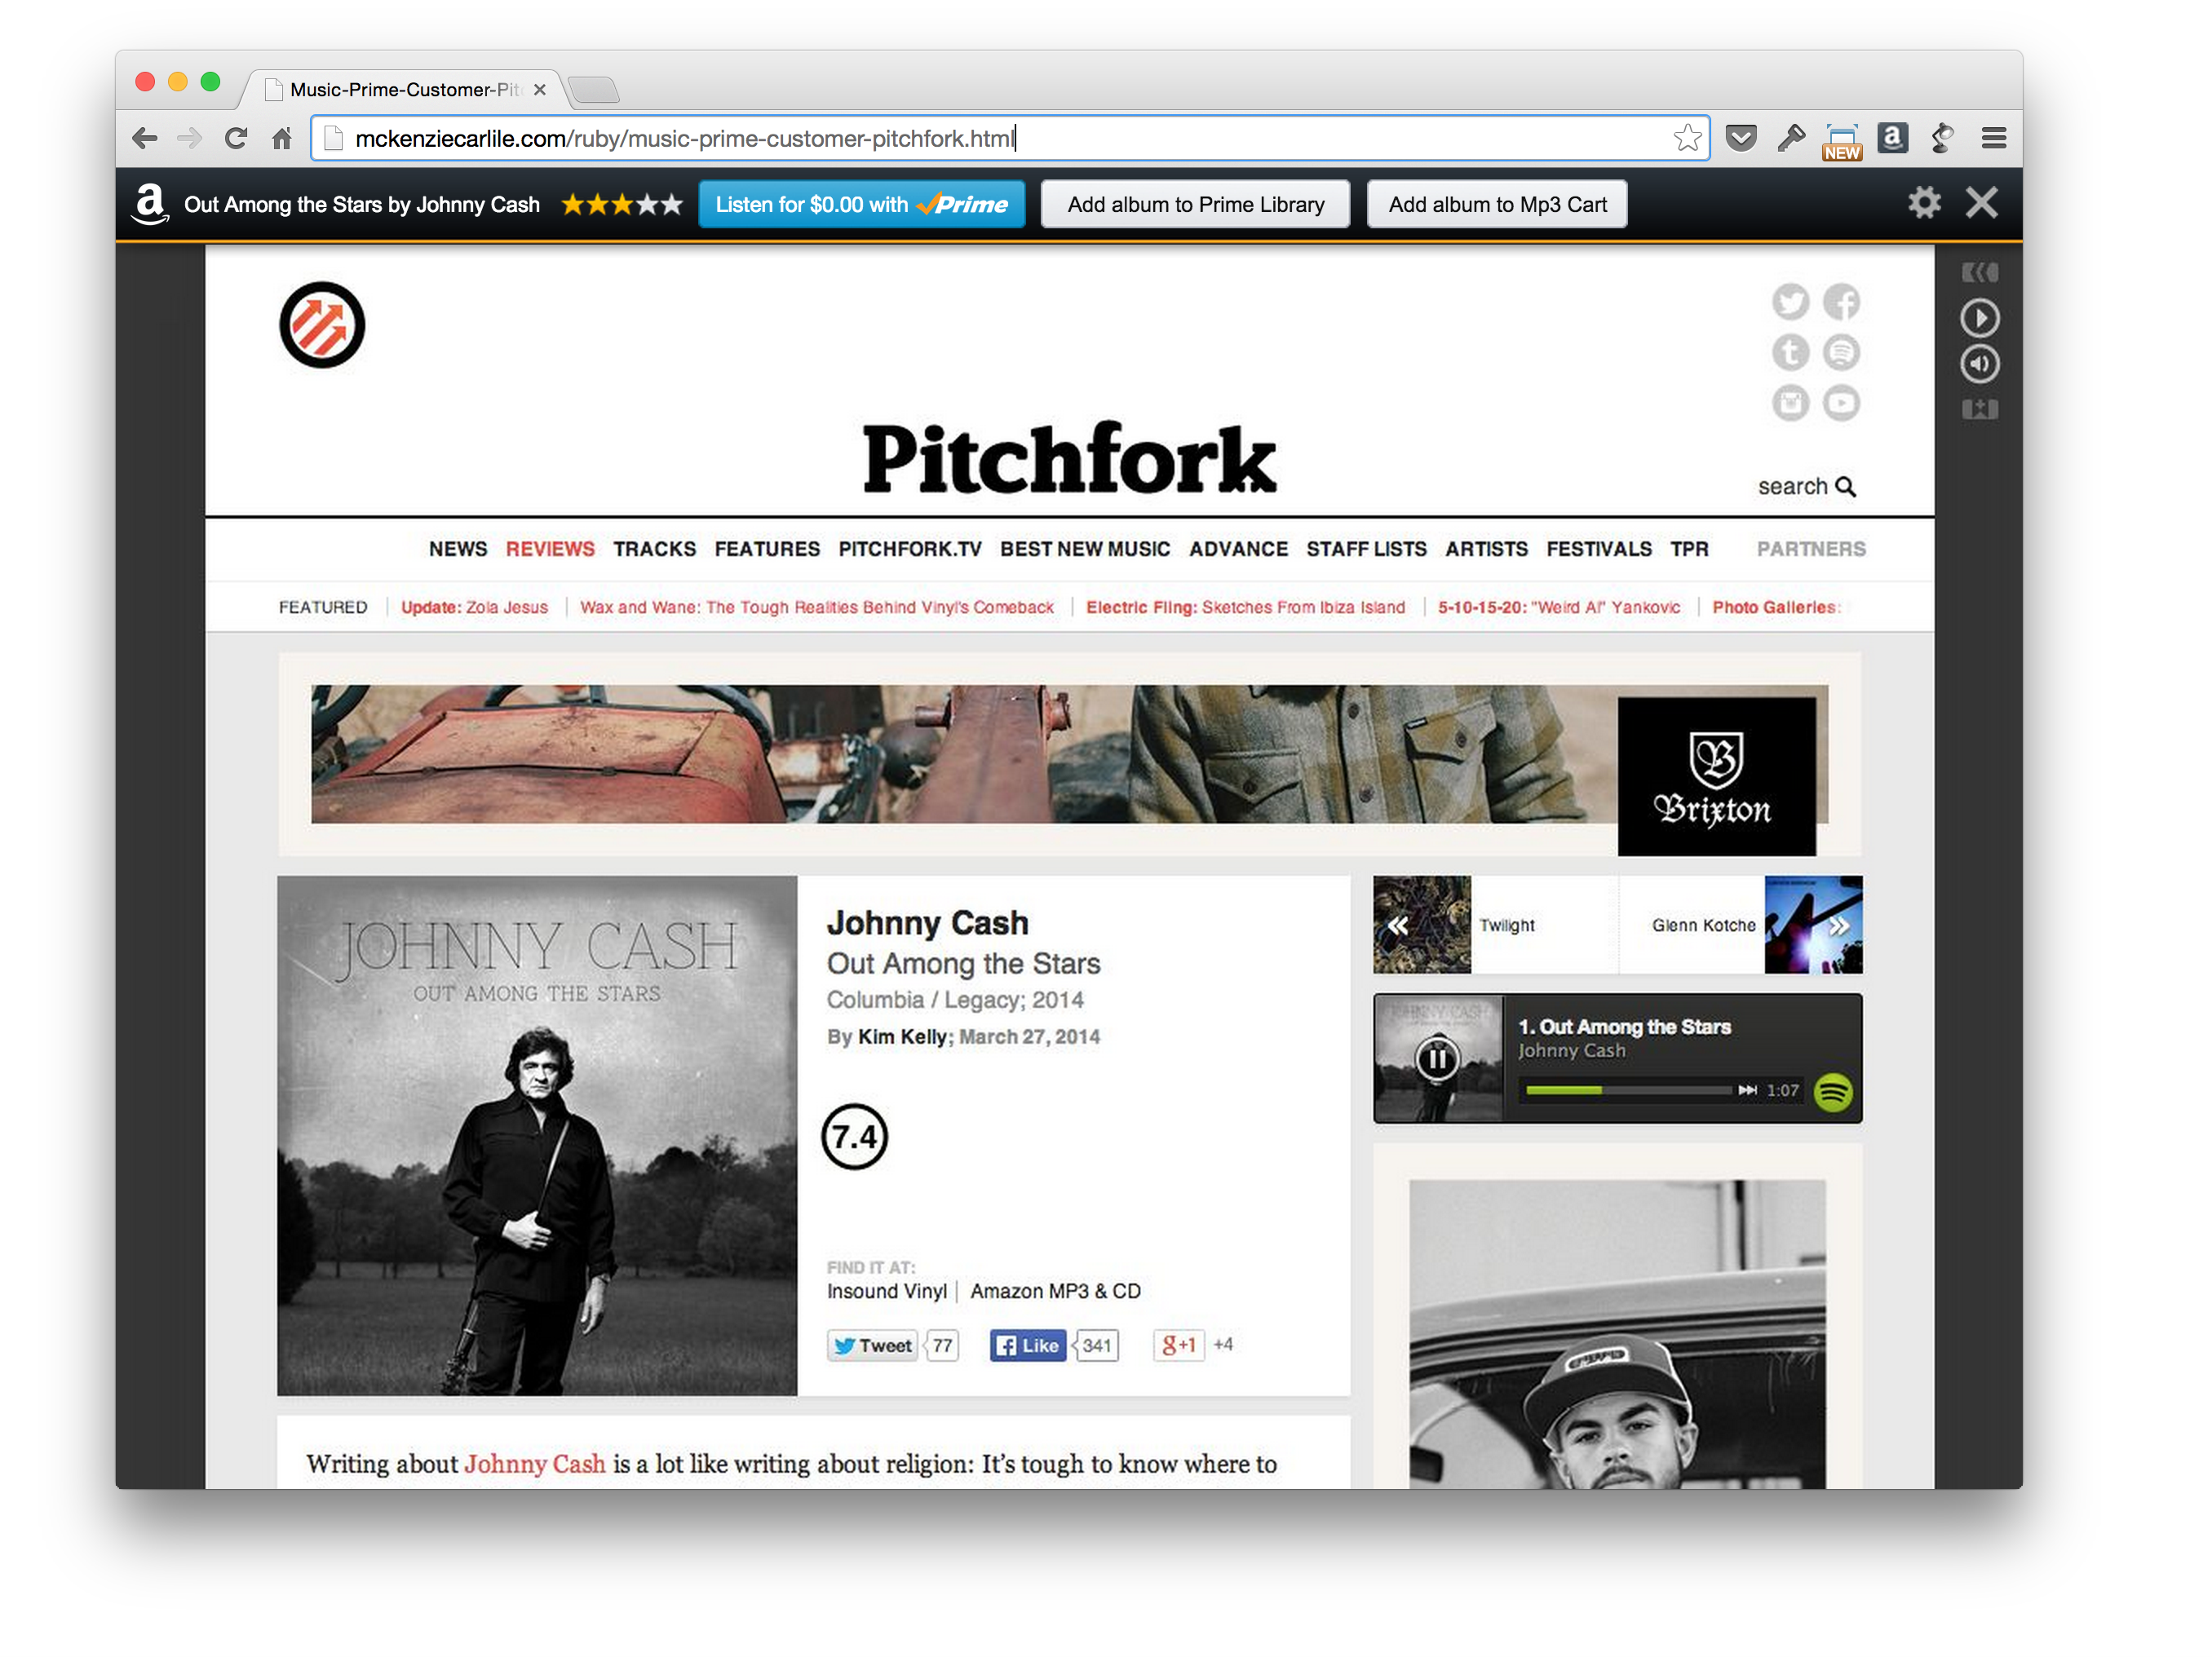 Music-Prime-Customer-Pit
mckenziecarlile.com/ruby/music-prime-customer-pitchfork.html
NEW
a
a Out Among the Stars by Johnny Cash Listen for $0.00 with Prime Add album to Prime Library Add album to Mp3 Cart
Pitchfork
search
NEWS REVIEWS TRACKS FEATURES PITCHFORK.TV BEST NEW MUSIC ADVANCE STAFF LISTS ARTISTS FESTIVALS TPR PARTNERS
FEATURED Update: Zola Jesus Wax and Wane: The Tough Realities Behind Vinyl's Comeback Electric Fling: Sketches From Ibiza Island 5-10-15-20: "Weird Al" Yankovic Photo Galleries:
B
Brixton
JOHNNY CASH
OUT AMONG THE STARS
Johnny Cash
Out Among the Stars
Columbia / Legacy; 2014
By Kim Kelly; March 27, 2014
7.4
FIND IT AT:
Insound Vinyl | Amazon MP3 & CD
Tweet 77 Like 341 g+1 +4
« Twilight Glenn Kotche »
JOHNNY CASH
1. Out Among the Stars
Johnny Cash
1:07
Writing about Johnny Cash is a lot like writing about religion: It's tough to know where to